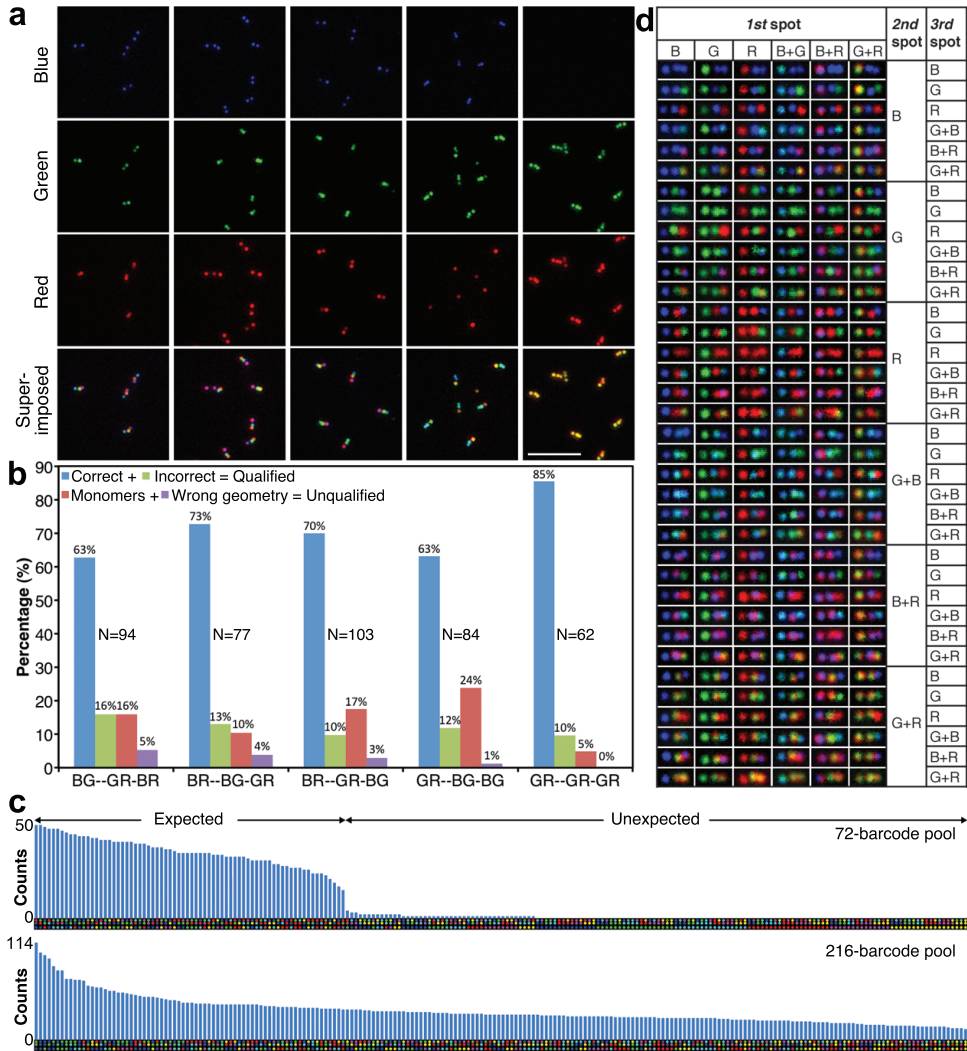 a
Blue
Green
Red
Super-
imposed
b
Percentage (%)
90
80
70
60
50
40
30
20
10
0
Correct + Incorrect = Qualified
Monomers + Wrong geometry = Unqualified
63%
16%
16%
5%
N=94
BG--GR-BR
73%
13%
10%
4%
N=77
BR--BG-GR
70%
10%
17%
3%
N=103
BR--GR-BG
63%
12%
24%
1%
N=84
GR--BG-BG
85%
10%
5%
0%
N=62
GR--GR-GR
c
Expected
Unexpected
72-barcode pool
50
Counts
0
216-barcode pool
114
Counts
0
d
1st spot
2nd
spot
3rd
spot
B G R B+G B+R G+R
B
B
G
R
G+B
B+R
G+R
G
B
G
R
G+B
B+R
G+R
R
B
G
R
G+B
B+R
G+R
G+B
B
G
R
G+B
B+R
G+R
B+R
B
G
R
G+B
B+R
G+R
G+R
B
G
R
G+B
B+R
G+R